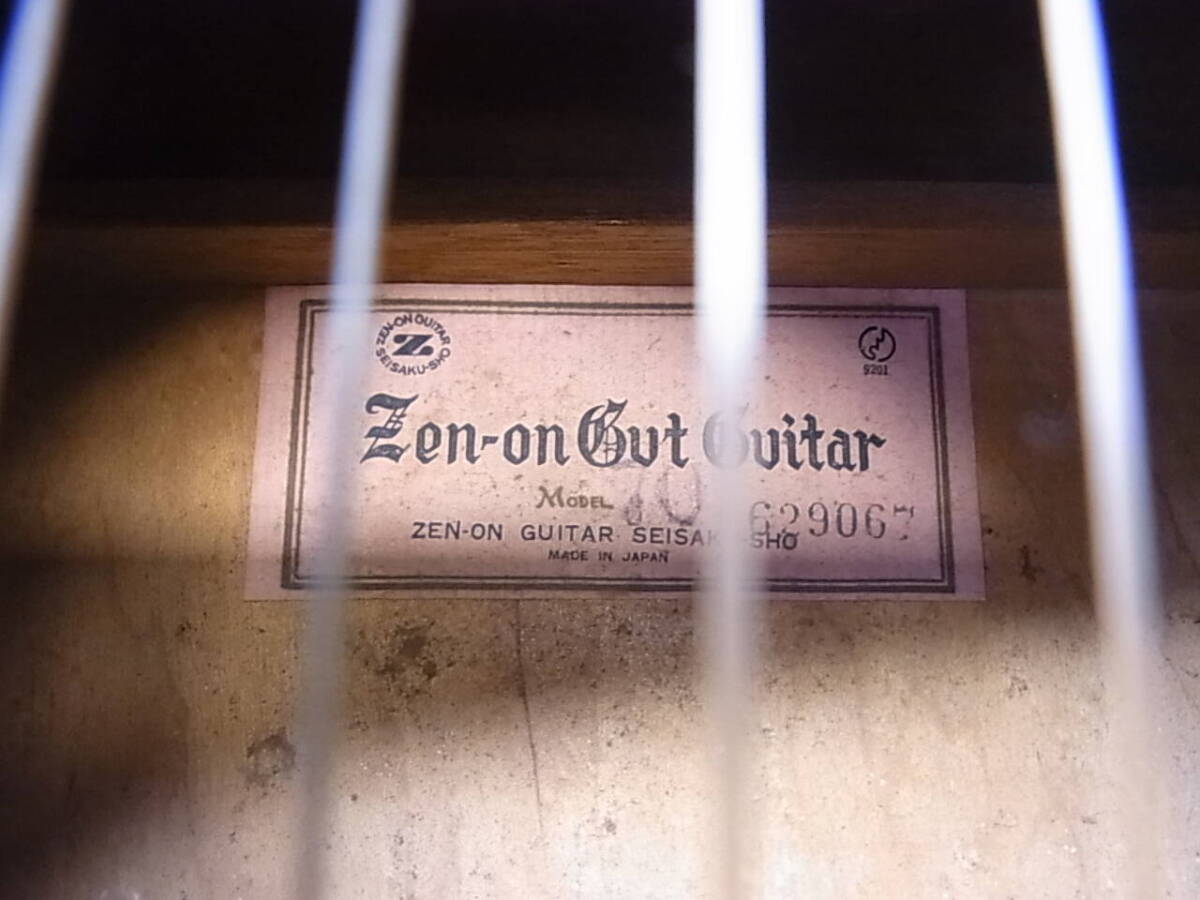 ZEN-ON GUITAR
Z
SEISAKU-SHO
9201
Zen-on Gut Guitar
MODEL 629067
ZEN-ON GUITAR SEISAKU-SHO
MADE IN JAPAN